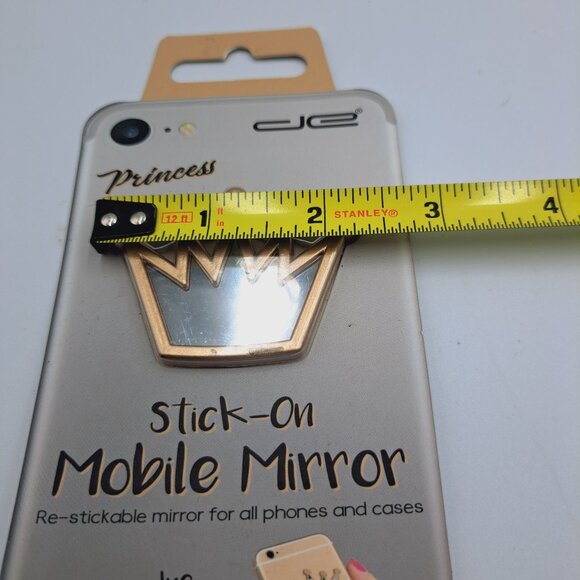 de®
Princess
12 ft 1 ft in 2 STANLEY® 3 4
Stick-On
Mobile Mirror
Re-stickable mirror for all phones and cases